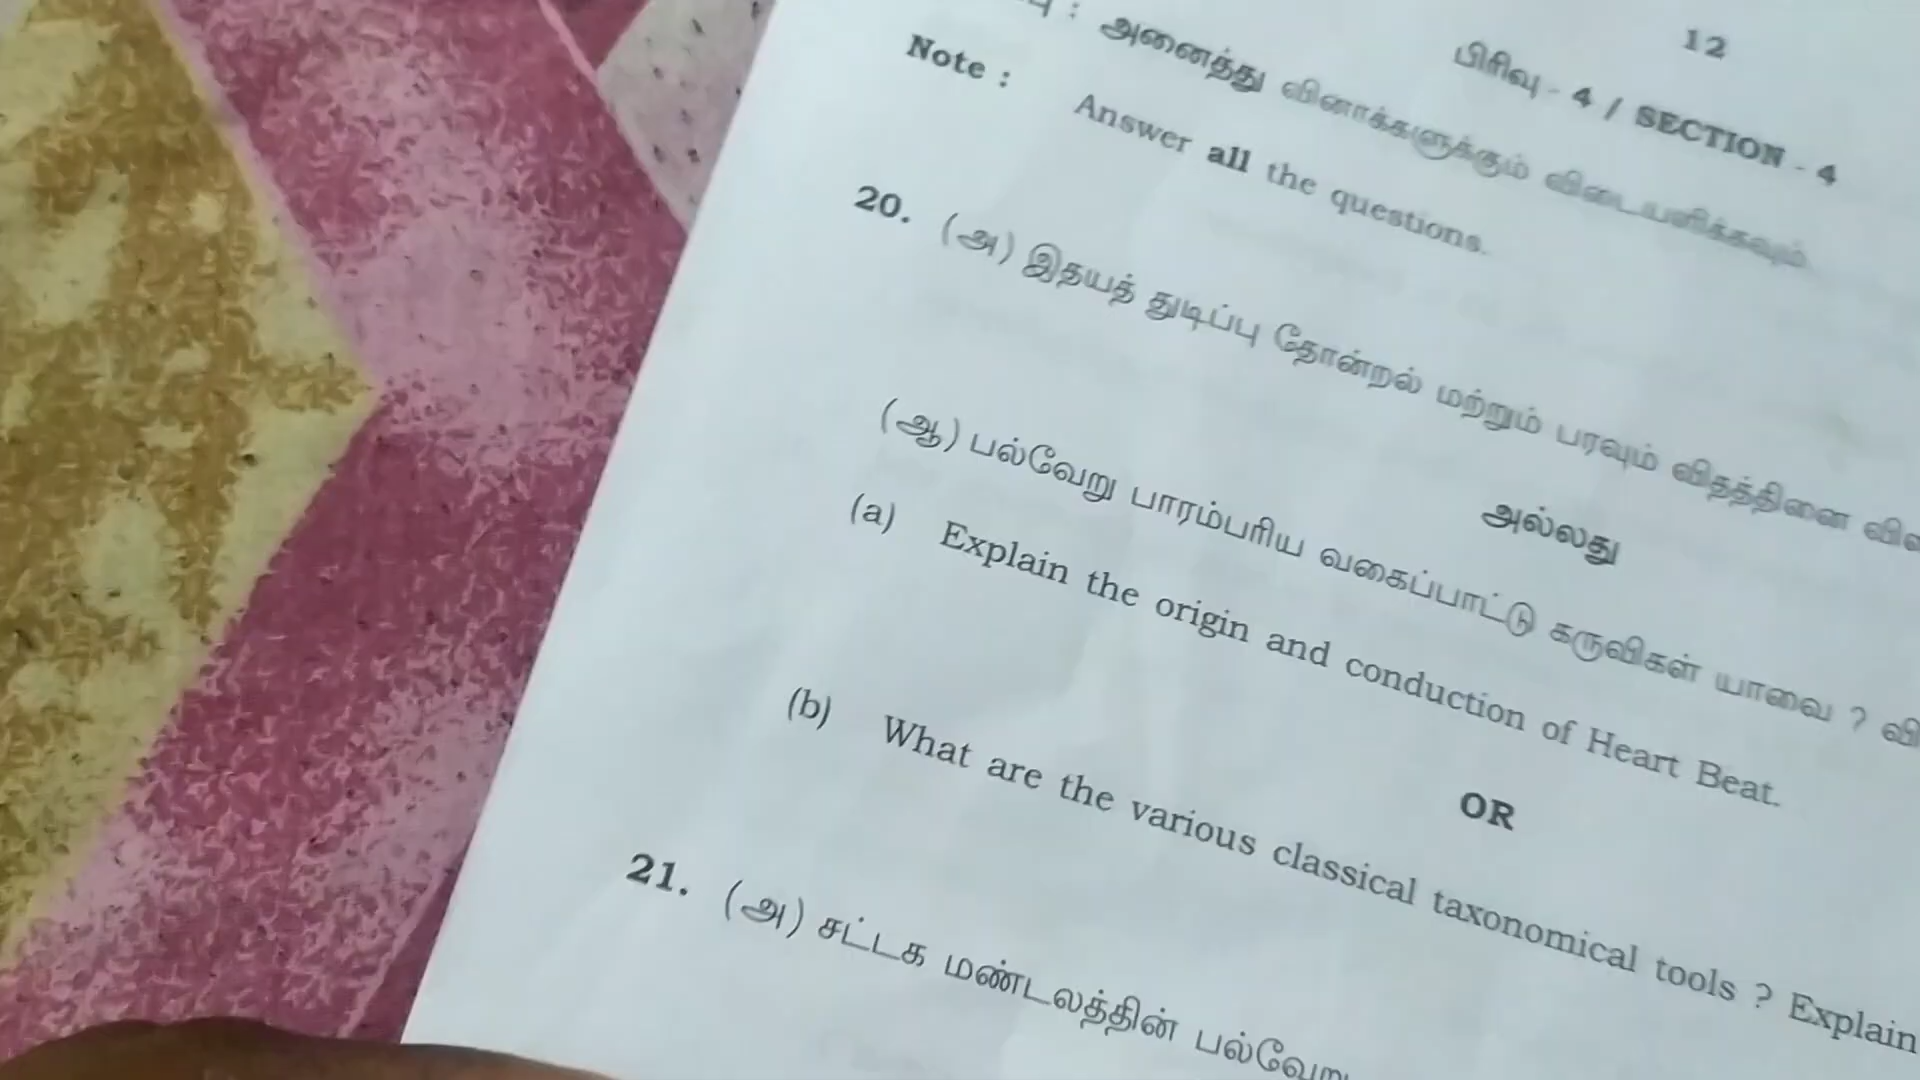 12
பிரிவு - 4 / SECTION - 4
: அனைத்து வினாக்களுக்கும் விடையளிக்கவும்
Note : Answer all the questions.
20. (அ) இதயத் துடிப்பு தோன்றல் மற்றும் பரவும் விதத்தினை
அல்லது
(ஆ) பல்வேறு பாரம்பரிய வகைப்பாட்டு கருவிகள் யாவை ?
(a) Explain the origin and conduction of Heart Beat.
OR
(b) What are the various classical taxonomical tools ? Explain
21. (அ) சட்டக மண்டலத்தின்